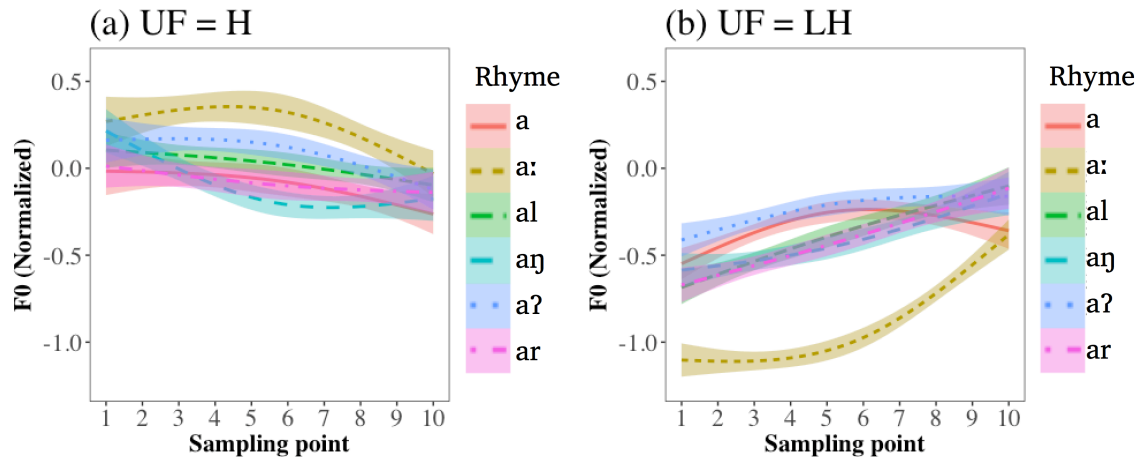 (a) UF = H
(b) UF = LH
F0 (Normalized)
0.5
0.0
-0.5
-1.0
1 2 3 4 5 6 7 8 9 10
Sampling point
Rhyme
a
aː
al
aŋ
aʔ
ar
F0 (Normalized)
0.5
0.0
-0.5
-1.0
1 2 3 4 5 6 7 8 9 10
Sampling point
Rhyme
a
aː
al
aŋ
aʔ
ar